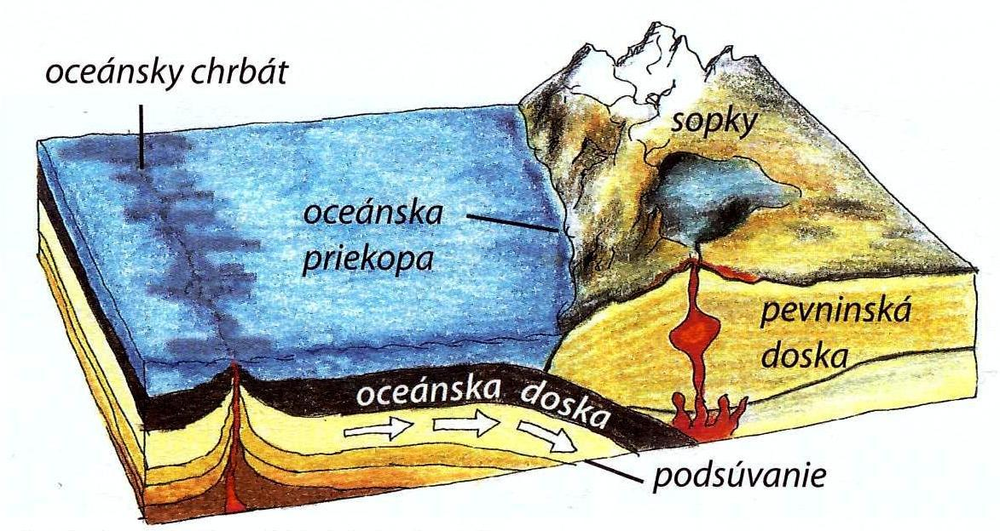 oceánsky chrbát
sopky
oceánska
priekopa
pevninská
doska
oceánska doska
podsúvanie